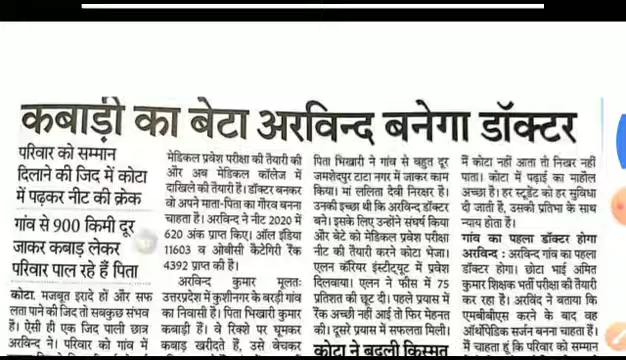 कबाड़ी का बेटा अरविन्द बनेगा डॉक्टर
परिवार को सम्मान
दिलाने की जिद में कोटा
में पढ़कर नीट की क्रेक
गांव से 900 किमी दूर
जाकर कबाड़ लेकर
परिवार पाल रहे हैं पिता
कोटा. मजबूत इरादे हों और सफ
लता पाने की जिद तो सबकुछ संभव
है। ऐसी ही एक जिद पाली छात्र
अरविन्द ने। परिवार को गांव में
मेडिकल प्रवेश परीक्षा की तैयारी की
और अब मेडिकल कॉलेज में
दाखिले की तैयारी है। डॉक्टर बनकर
वो अपने माता-पिता का गौरव बनना
चाहता है। अरविन्द ने नीट 2020 में
620 अंक प्राप्त किए। ऑल इंडिया
11603 व ओबीसी कैटेगिरी रैंक
4392 प्राप्त की है।
अरविन्द कुमार मूलतः
उत्तरप्रदेश में कुशीनगर के बरड़ी गांव
का निवासी है। पिता भिखारी कुमार
कबाड़ी हैं। वे रिक्शे पर घूमकर
कबाड़ खरीदते हैं, उसे बेचकर
पिता भिखारी ने गांव से बहुत दूर
जमशेदपुर टाटा नगर में जाकर काम
किया। मां ललिता देवी निरक्षर है।
उनकी इच्छा थी कि अरविन्द डॉक्टर
बने। इसके लिए उन्होंने संघर्ष किया
और बेटे को मेडिकल प्रवेश परीक्षा
नीट की तैयारी करने कोटा भेजा।
एलन कॅरियर इंस्टीट्यूट में प्रवेश
दिलवाया। एलन ने फीस में 75
प्रतिशत की छूट दी। पहले प्रयास में
रैंक अच्छी नहीं आई तो फिर मेहनत
की। दूसरे प्रयास में सफलता मिली।
कोटा ने बदली किस्मत
में कोटा नहीं आता तो निखर नहीं
पाता। कोटा में पढ़ाई का माहौल
अच्छा है। हर स्टूडेंट को हर सुविधा
दी जाती है, उसकी प्रतिभा के साथ
न्याय होता है।
गांव का पहला डॉक्टर होगा
अरविन्द : अरविन्द गांव का पहला
डॉक्टर होगा। छोटा भाई अमित
कुमार शिक्षक भर्ती परीक्षा की तैयारी
कर रहा है। अरविंद ने बताया कि
एमबीबीएस करने के बाद वह
ऑर्थोपेडिक सर्जन बनना चाहता है।
में चाहता हूं कि परिवार को सम्मान